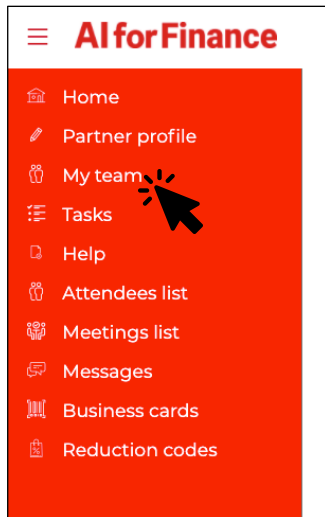 AI for Finance
Home
Partner profile
My team
Tasks
Help
Attendees list
Meetings list
Messages
Business cards
Reduction codes